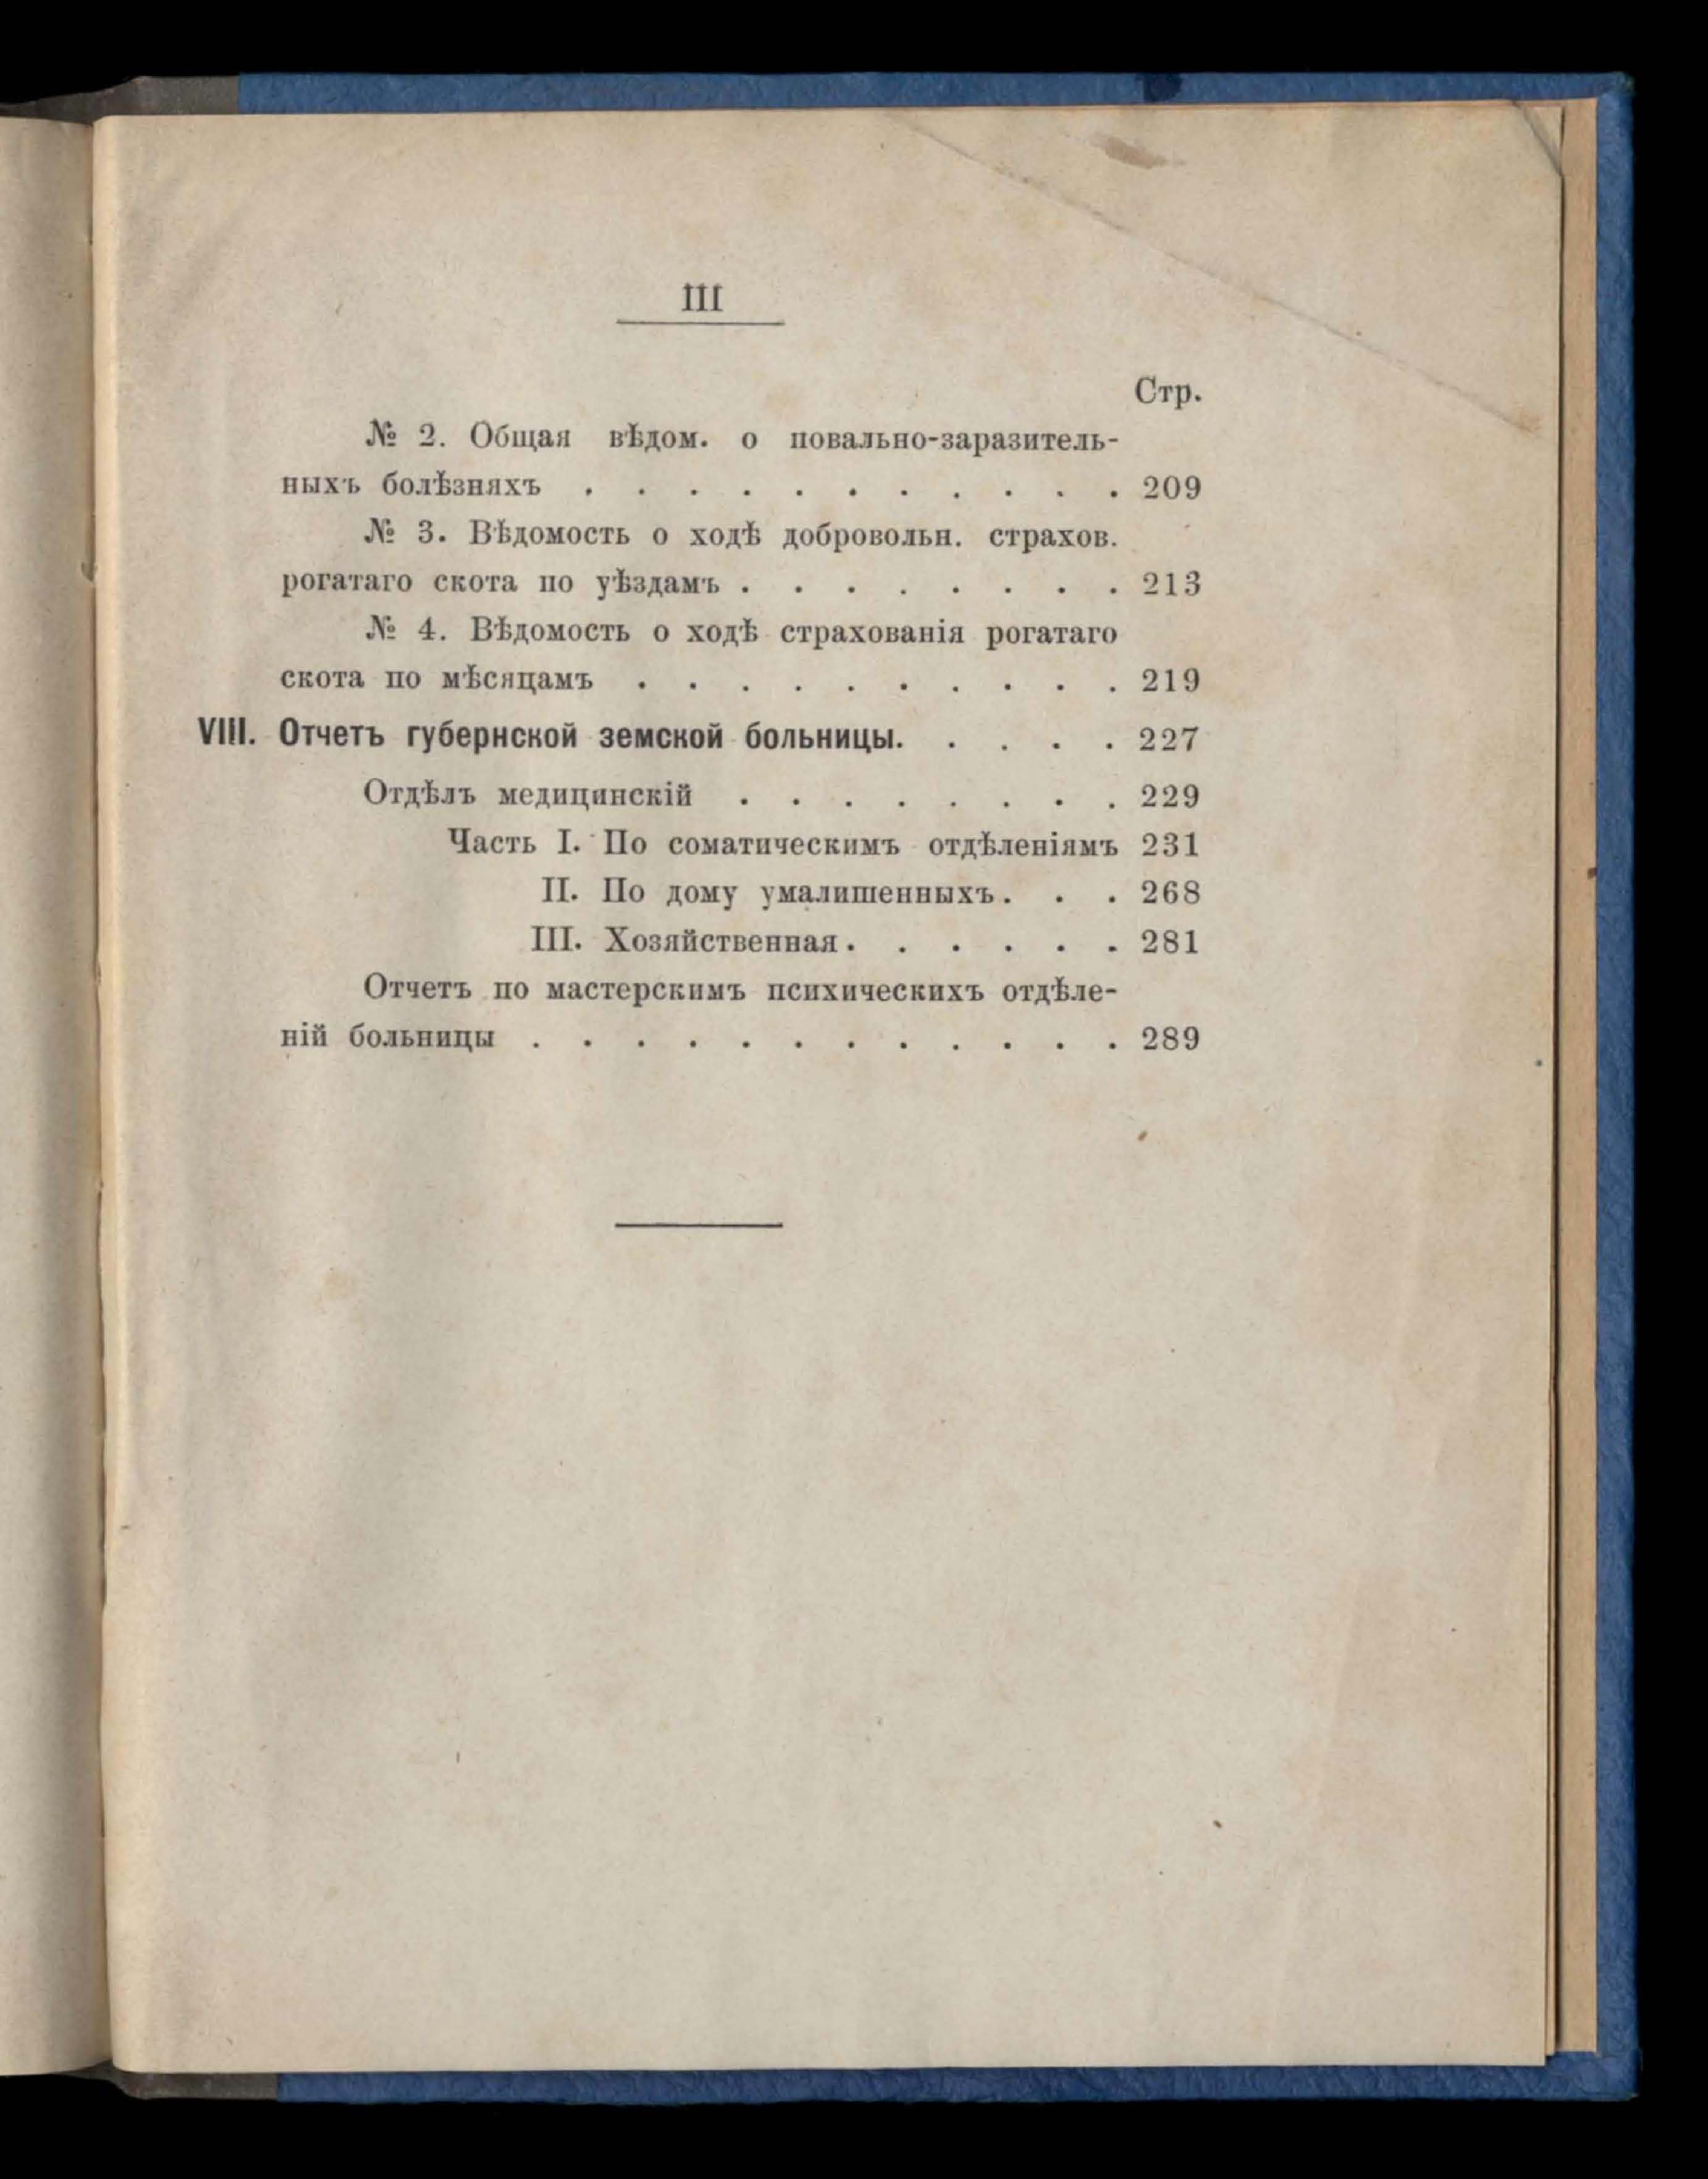 III
Стр.
№ 2. Общая вѣдом. о повально-заразитель-
ныхъ болѣзняхъ . . . . . . . . . . . 209
№ 3. Вѣдомость о ходѣ добровольн. страхов.
рогатаго скота по уѣздамъ . . . . . . . . 213
№ 4. Вѣдомость о ходѣ страхованія рогатаго
скота по мѣсяцамъ . . . . . . . . . . 219
VIII. Отчетъ губернской земской больницы. . . . . 227
Отдѣлъ медицинскій . . . . . . . . 229
Часть I. По соматическимъ отдѣленіямъ 231
II. По дому умалишенныхъ . . . 268
III. Хозяйственная . . . . . . 281
Отчетъ по мастерскимъ психическихъ отдѣле-
ній больницы . . . . . . . . . . . . 289